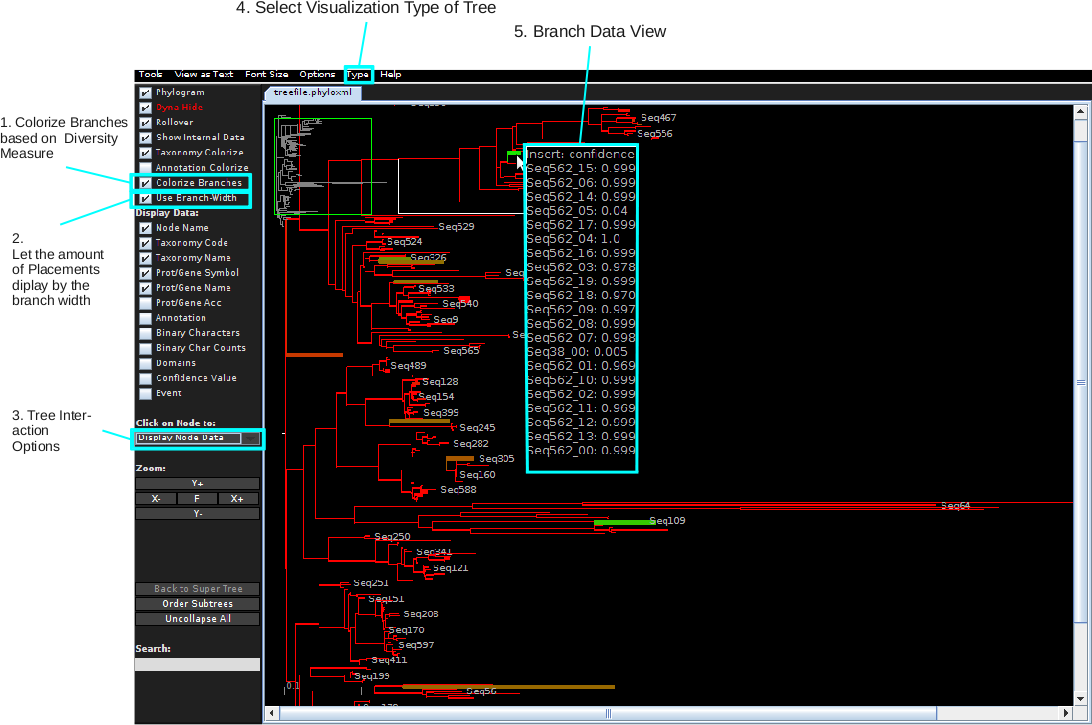 4. Select Visualization Type of Tree
5. Branch Data View
Tools View as Text Font Size Options Type Help
treefile.phyloxml
1. Colorize Branches
based on Diversity
Measure
2.
Let the amount
of Placements
diplay by the
branch width
3. Tree Inter-
action
Options
Phylogram
Dyna Hide
Rollover
Show Internal Data
Taxonomy Colorize
Annotation Colorize
Colorize Branches
Use Branch-Width
Display Data:
Node Name
Taxonomy Code
Taxonomy Name
Prot/Gene Symbol
Prot/Gene Name
Prot/Gene Acc
Annotation
Binary Characters
Binary Char Counts
Domains
Confidence Value
Event
Click on Node to:
Display Node Data
Zoom:
Y+
X- F X+
Y-
Back to Super Tree
Order Subtrees
Uncollapse All
Search:
Seq467
Seq556
Insert: confidence
Seq562_15: 0.999
Seq562_06: 0.999
Seq562_14: 0.999
Seq562_05: 0.04
Seq562_17: 0.999
Seq562_04: 1.0
Seq562_16: 0.999
Seq562_03: 0.978
Seq562_19: 0.999
Seq562_18: 0.970
Seq562_09: 0.997
Seq562_08: 0.999
Seq562_07: 0.998
Seq38_00: 0.005
Seq562_01: 0.969
Seq562_10: 0.999
Seq562_02: 0.999
Seq562_11: 0.969
Seq562_12: 0.999
Seq562_13: 0.999
Seq562_00: 0.999
Seq529
Seq524
Seq326
Seq
Seq533
Seq540
Seq9
Se
Seq565
Seq489
Seq128
Seq154
Seq399
Seq245
Seq282
Seq305
Seq160
Seq588
Seq64
Seq109
Seq250
Seq341
Seq121
Seq251
Seq151
Seq208
Seq170
Seq597
Seq411
Seq199
0.1
Seq56